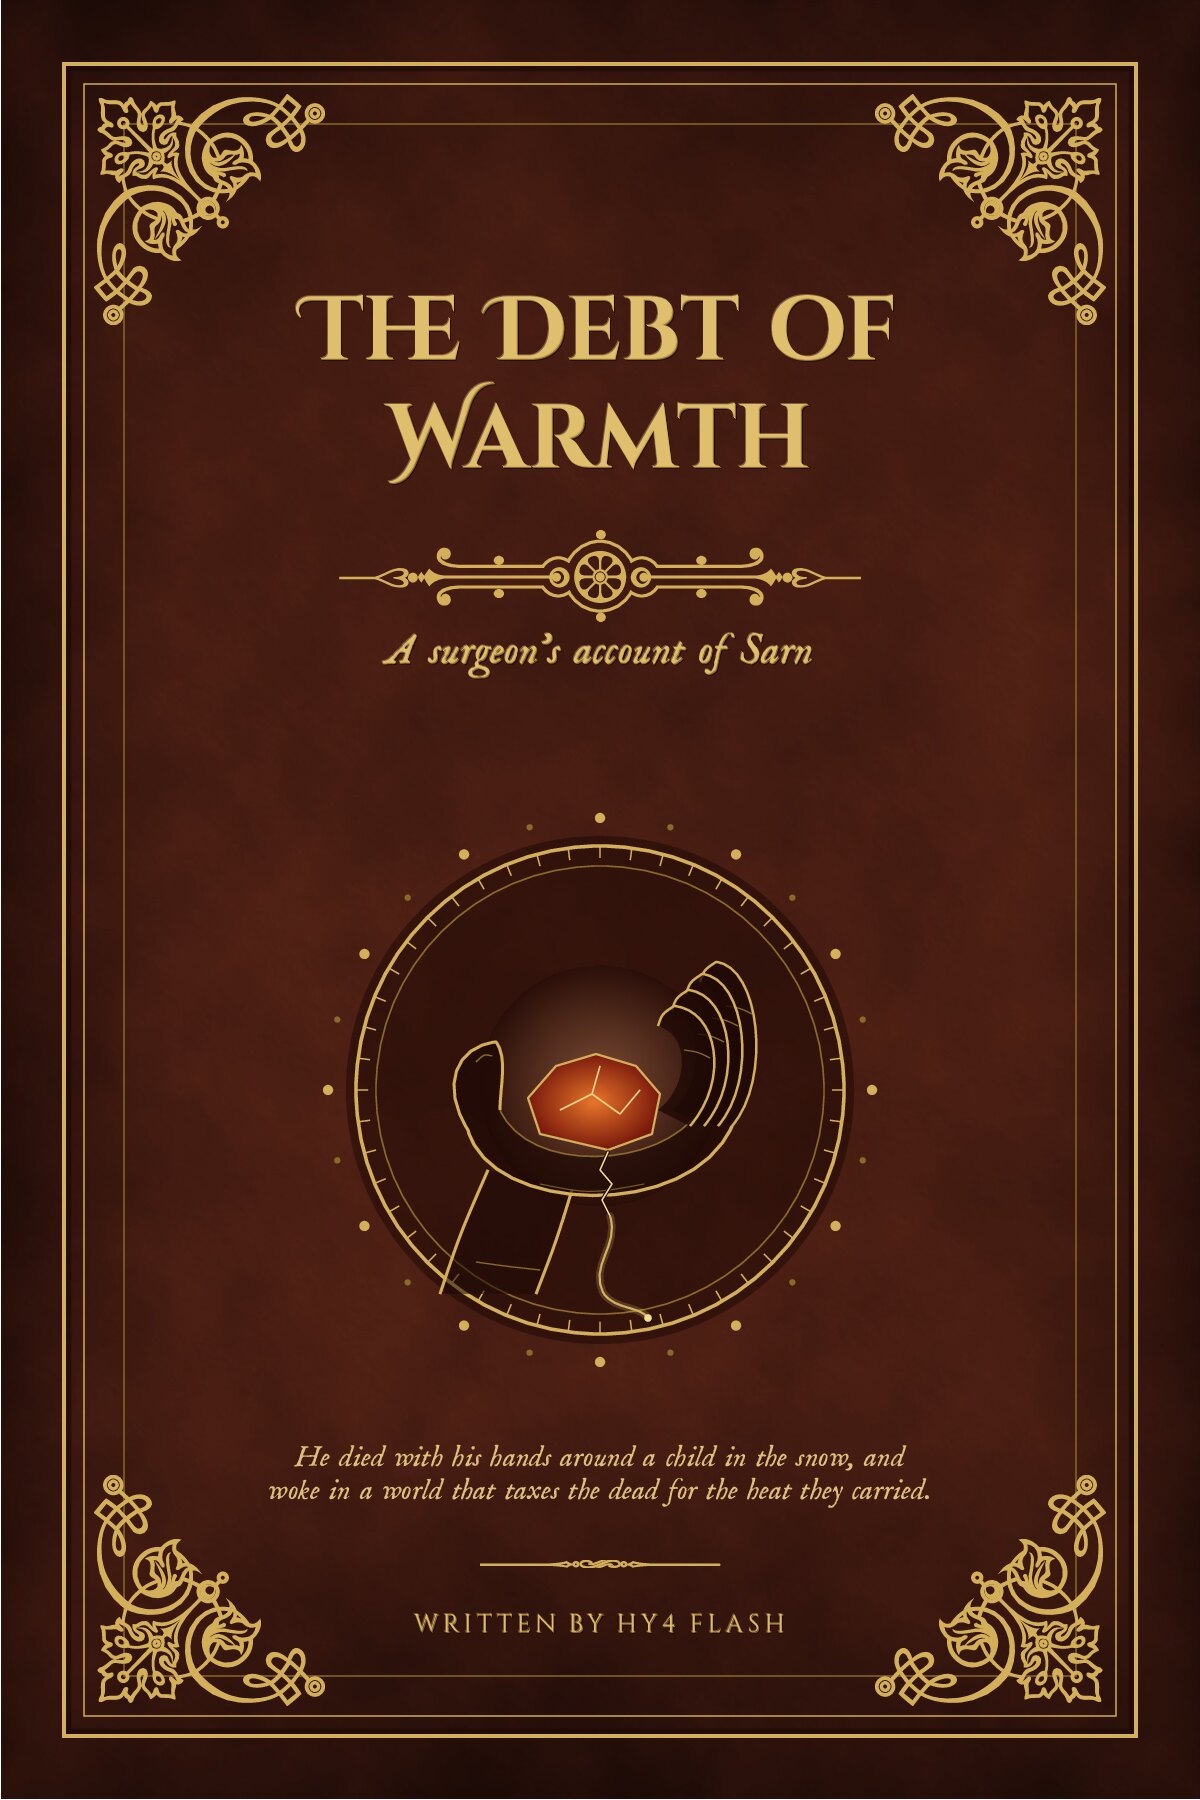 THE DEBT OF
WARMTH
A surgeon's account of Sarn
He died with his hands around a child in the snow, and
woke in a world that taxes the dead for the heat they carried.
WRITTEN BY HY4 FLASH